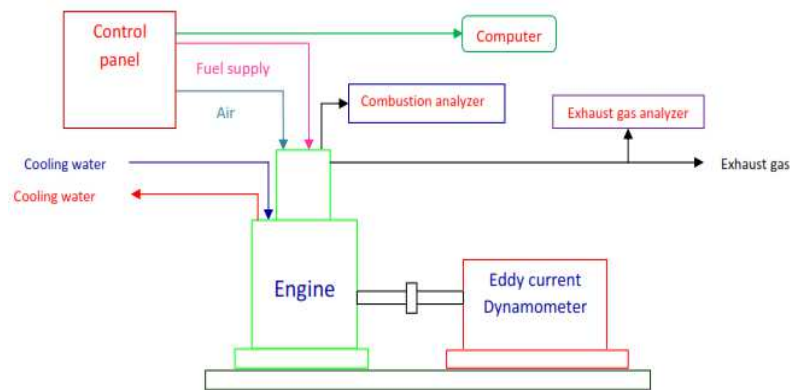 Control
panel
Computer
Fuel supply
Air
Combustion analyzer
Exhaust gas analyzer
Cooling water
Exhaust gas
Cooling water
Engine
Eddy current
Dynamometer